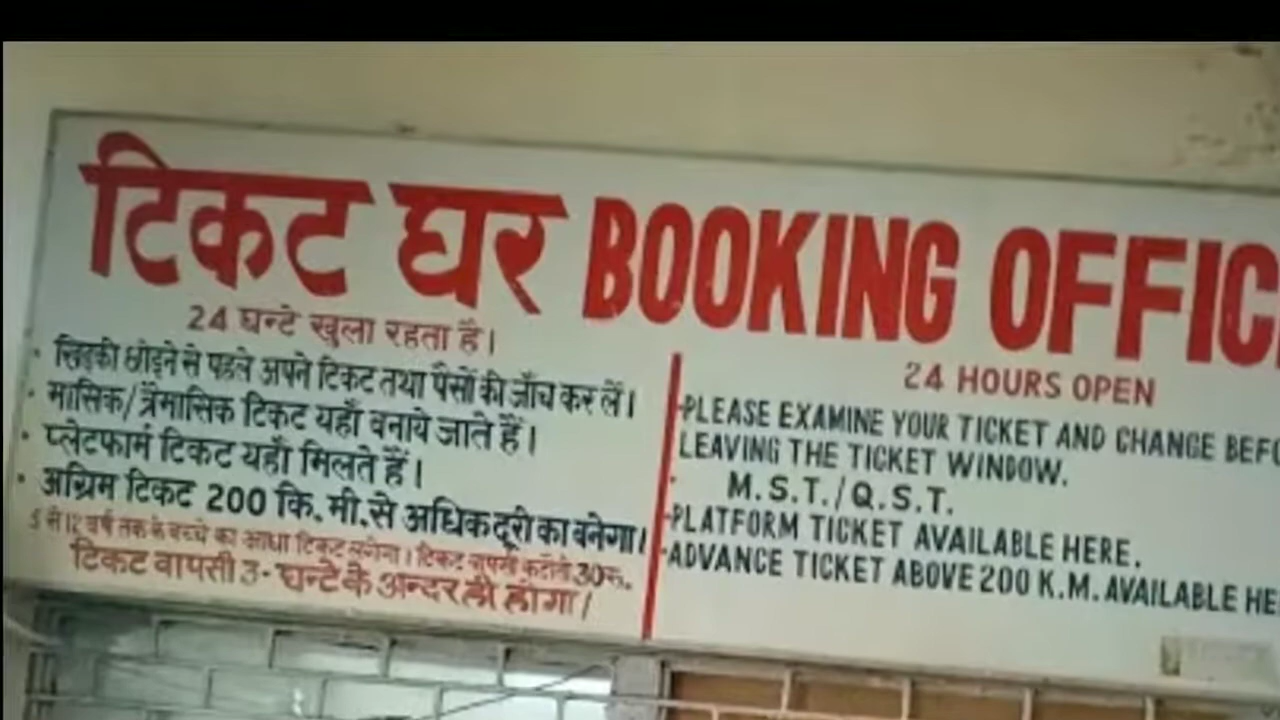 टिकट घर BOOKING OFFIC
24 घन्टे खुला रहता है।
· खिड़की छोड़ने से पहले अपने टिकट तथा पैसों की जाँच कर लें।
· मासिक/त्रैमासिक टिकट यहाँ बनाये जाते हैं।
· प्लेटफार्म टिकट यहाँ मिलते हैं।
· अग्रिम टिकट 200 कि.मी.से अधिक दूरी का बनेगा।
5 से 12 वर्ष तक के बच्चे का आधा टिकट लगेगा। टिकट वापसी कटौती 30रू.
टिकट वापसी 3-घन्टे के अन्दर ही होगा।
24 HOURS OPEN
-PLEASE EXAMINE YOUR TICKET AND CHANGE BEFO
LEAVING THE TICKET WINDOW.
· M.S.T./Q.S.T.
-PLATFORM TICKET AVAILABLE HERE.
-ADVANCE TICKET ABOVE 200 K.M. AVAILABLE HE